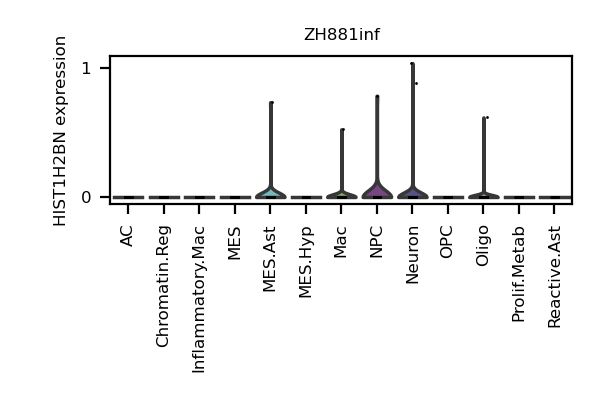 ZH881inf
HIST1H2BN expression
1
0
AC
Chromatin.Reg
Inflammatory.Mac
MES
MES.Ast
MES.Hyp
Mac
NPC
Neuron
OPC
Oligo
Prolif.Metab
Reactive.Ast